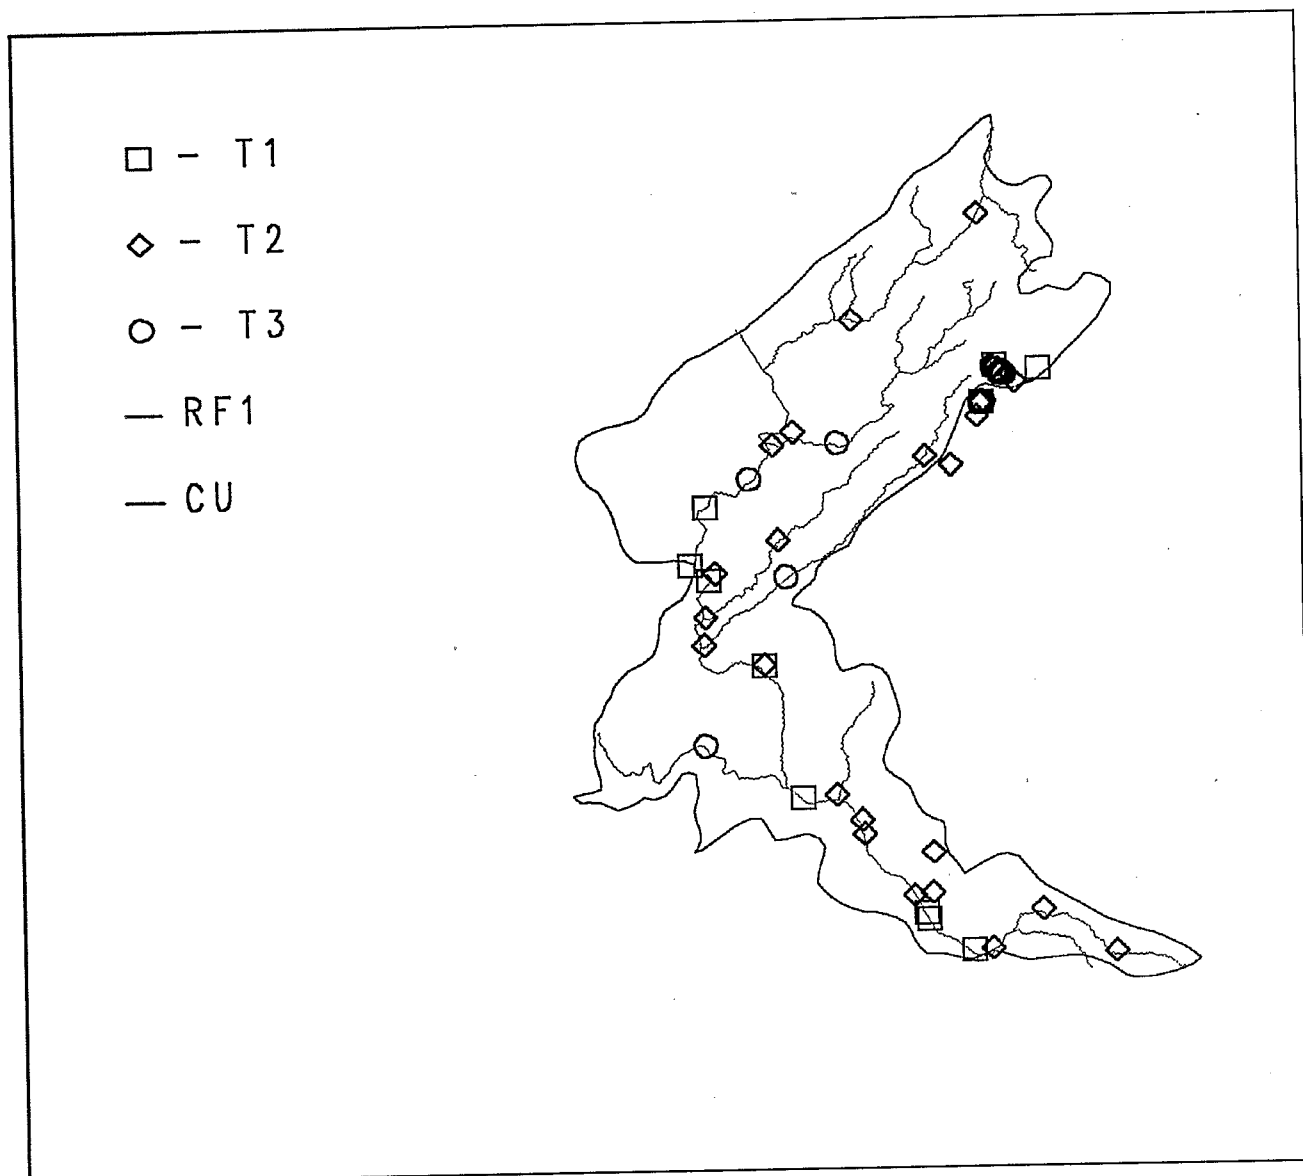 □ - T1
◇ - T2
○ - T3
— RF1
— CU